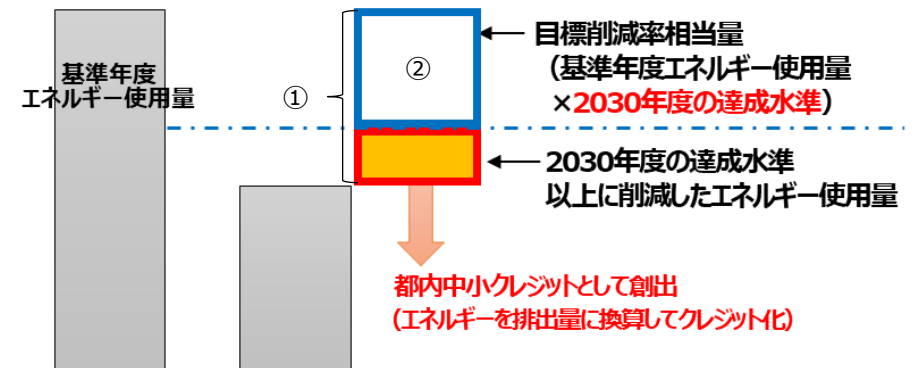 基準年度
エネルギー使用量
①
②
目標削減率相当量
（基準年度エネルギー使用量
×2030年度の達成水準）
2030年度の達成水準
以上に削減したエネルギー使用量
都内中小クレジットとして創出
(エネルギーを排出量に換算してクレジット化)